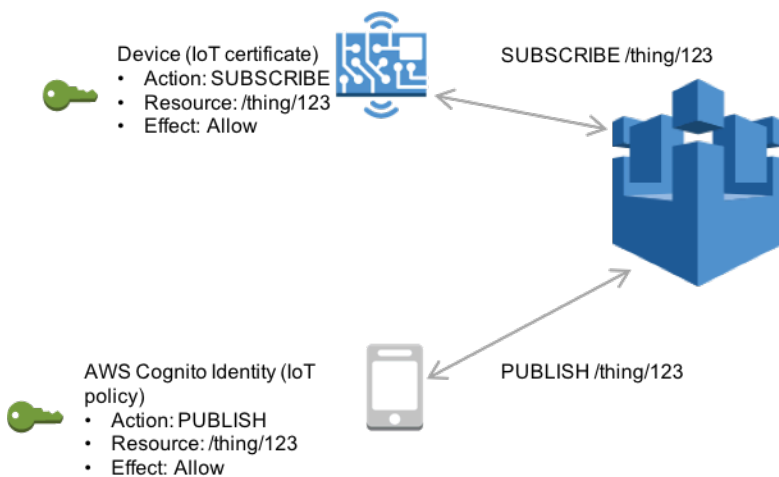 Device (IoT certificate)
• Action: SUBSCRIBE
• Resource: /thing/123
• Effect: Allow
SUBSCRIBE /thing/123
AWS Cognito Identity (IoT
policy)
• Action: PUBLISH
• Resource: /thing/123
• Effect: Allow
PUBLISH /thing/123